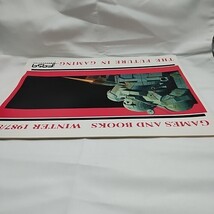 THE FUTURE IN GAMING
GAMES AND BOOKS WINTER 1987/